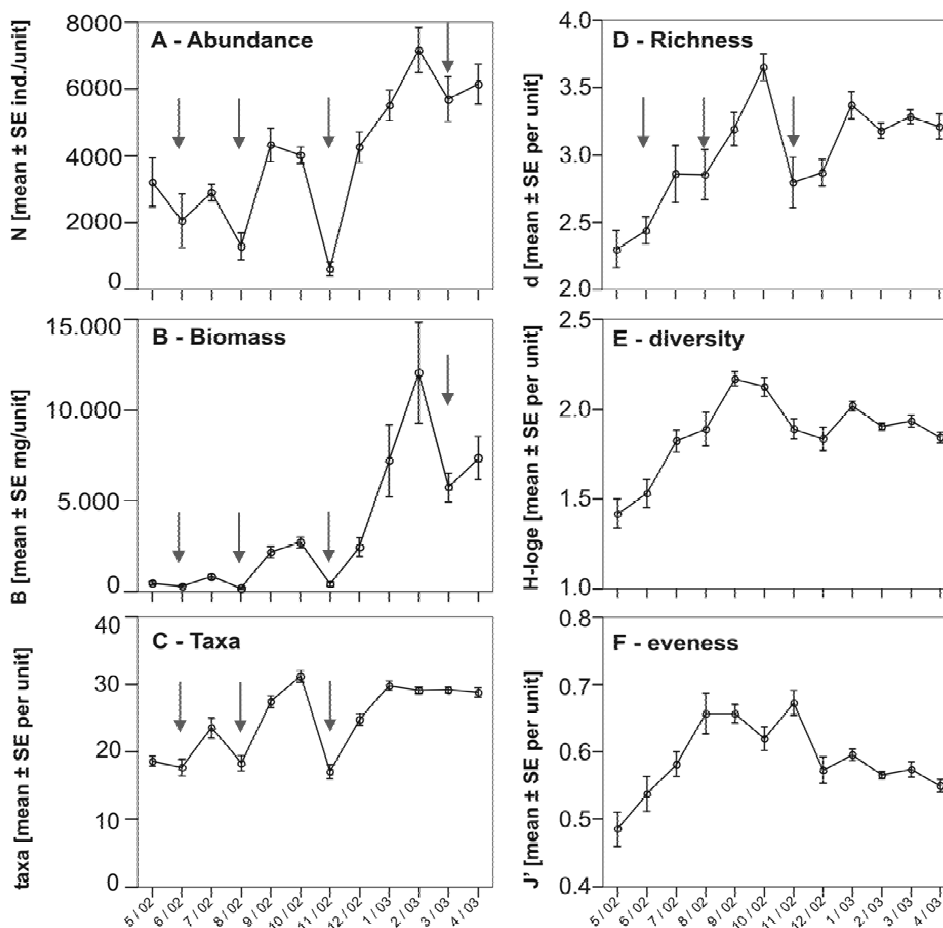 A - Abundance
N [mean ± SE ind./unit]
8000
6000
4000
2000
0
B - Biomass
B [mean ± SE mg/unit]
15.000
10.000
5.000
0
C - Taxa
taxa [mean ± SE per unit]
40
30
20
10
0
5 / 02
6 / 02
7 / 02
8 / 02
9 / 02
10 / 02
11 / 02
12 / 02
1 / 03
2 / 03
3 / 03
4 / 03
D - Richness
d [mean ± SE per unit]
4.0
3.5
3.0
2.5
2.0
E - diversity
H-loge [mean ± SE per unit]
2.5
2.0
1.5
1.0
F - eveness
J' [mean ± SE per unit]
0.8
0.7
0.6
0.5
0.4
5 / 02
6 / 02
7 / 02
8 / 02
9 / 02
10 / 02
11 / 02
12 / 02
1 / 03
2 / 03
3 / 03
4 / 03